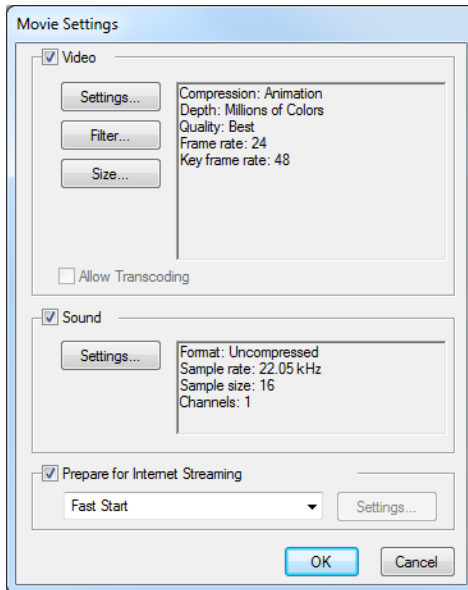 Movie Settings
Video
Settings...
Filter...
Size...
Compression: Animation
Depth: Millions of Colors
Quality: Best
Frame rate: 24
Key frame rate: 48
Allow Transcoding
Sound
Settings...
Format: Uncompressed
Sample rate: 22.05 kHz
Sample size: 16
Channels: 1
Prepare for Internet Streaming
Fast Start
Settings...
OK
Cancel